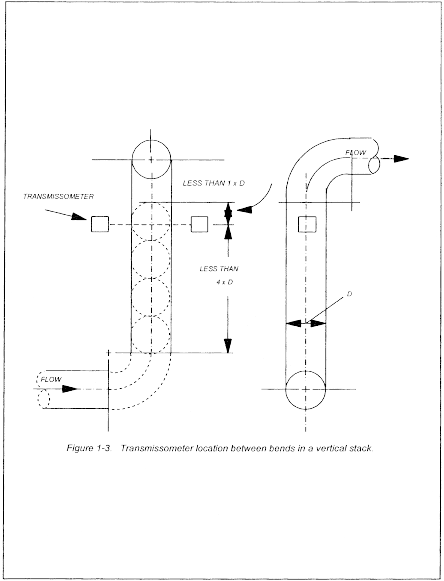 LESS THAN 1 x D
FLOW
TRANSMISSOMETER
LESS THAN
4 x D
D
FLOW
Figure 1-3. Transmissometer location between bends in a vertical stack.